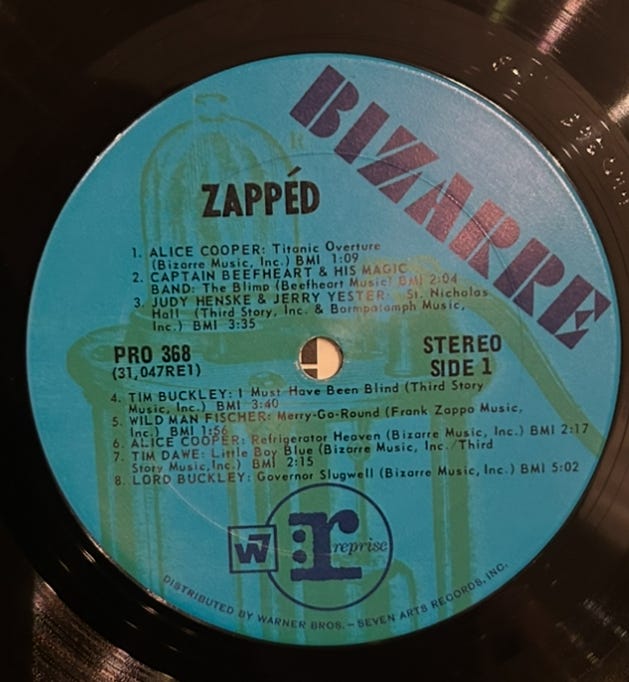 BIZARRE
ZAPPÉD
1. ALICE COOPER: Titanic Overture
(Bizarre Music, Inc.) BMI 1:09
2. CAPTAIN BEEFHEART & HIS MAGIC
BAND: The Blimp (Beefheart Music) BMI 2:04
3. JUDY HENSKE & JERRY YESTER: St. Nicholas
Hall (Third Story, Inc. & Bormpatomph Music,
Inc.) BMI 3:35
PRO 368
(31,047RE1)
STEREO
SIDE 1
4. TIM BUCKLEY: I Must Have Been Blind (Third Story
Music, Inc.) BMI 3:40
5. WILD MAN FISCHER: Merry-Go-Round (Frank Zappa Music,
Inc.) BMI 1:56
6. ALICE COOPER: Refrigerator Heaven (Bizarre Music, Inc.) BMI 2:17
7. TIM DAWE: Little Boy Blue (Bizarre Music, Inc./Third
Story Music, Inc.) BMI 2:15
8. LORD BUCKLEY: Governor Slugwell (Bizarre Music, Inc.) BMI 5:02
W7
r:reprise
DISTRIBUTED BY WARNER BROS. – SEVEN ARTS RECORDS, INC.